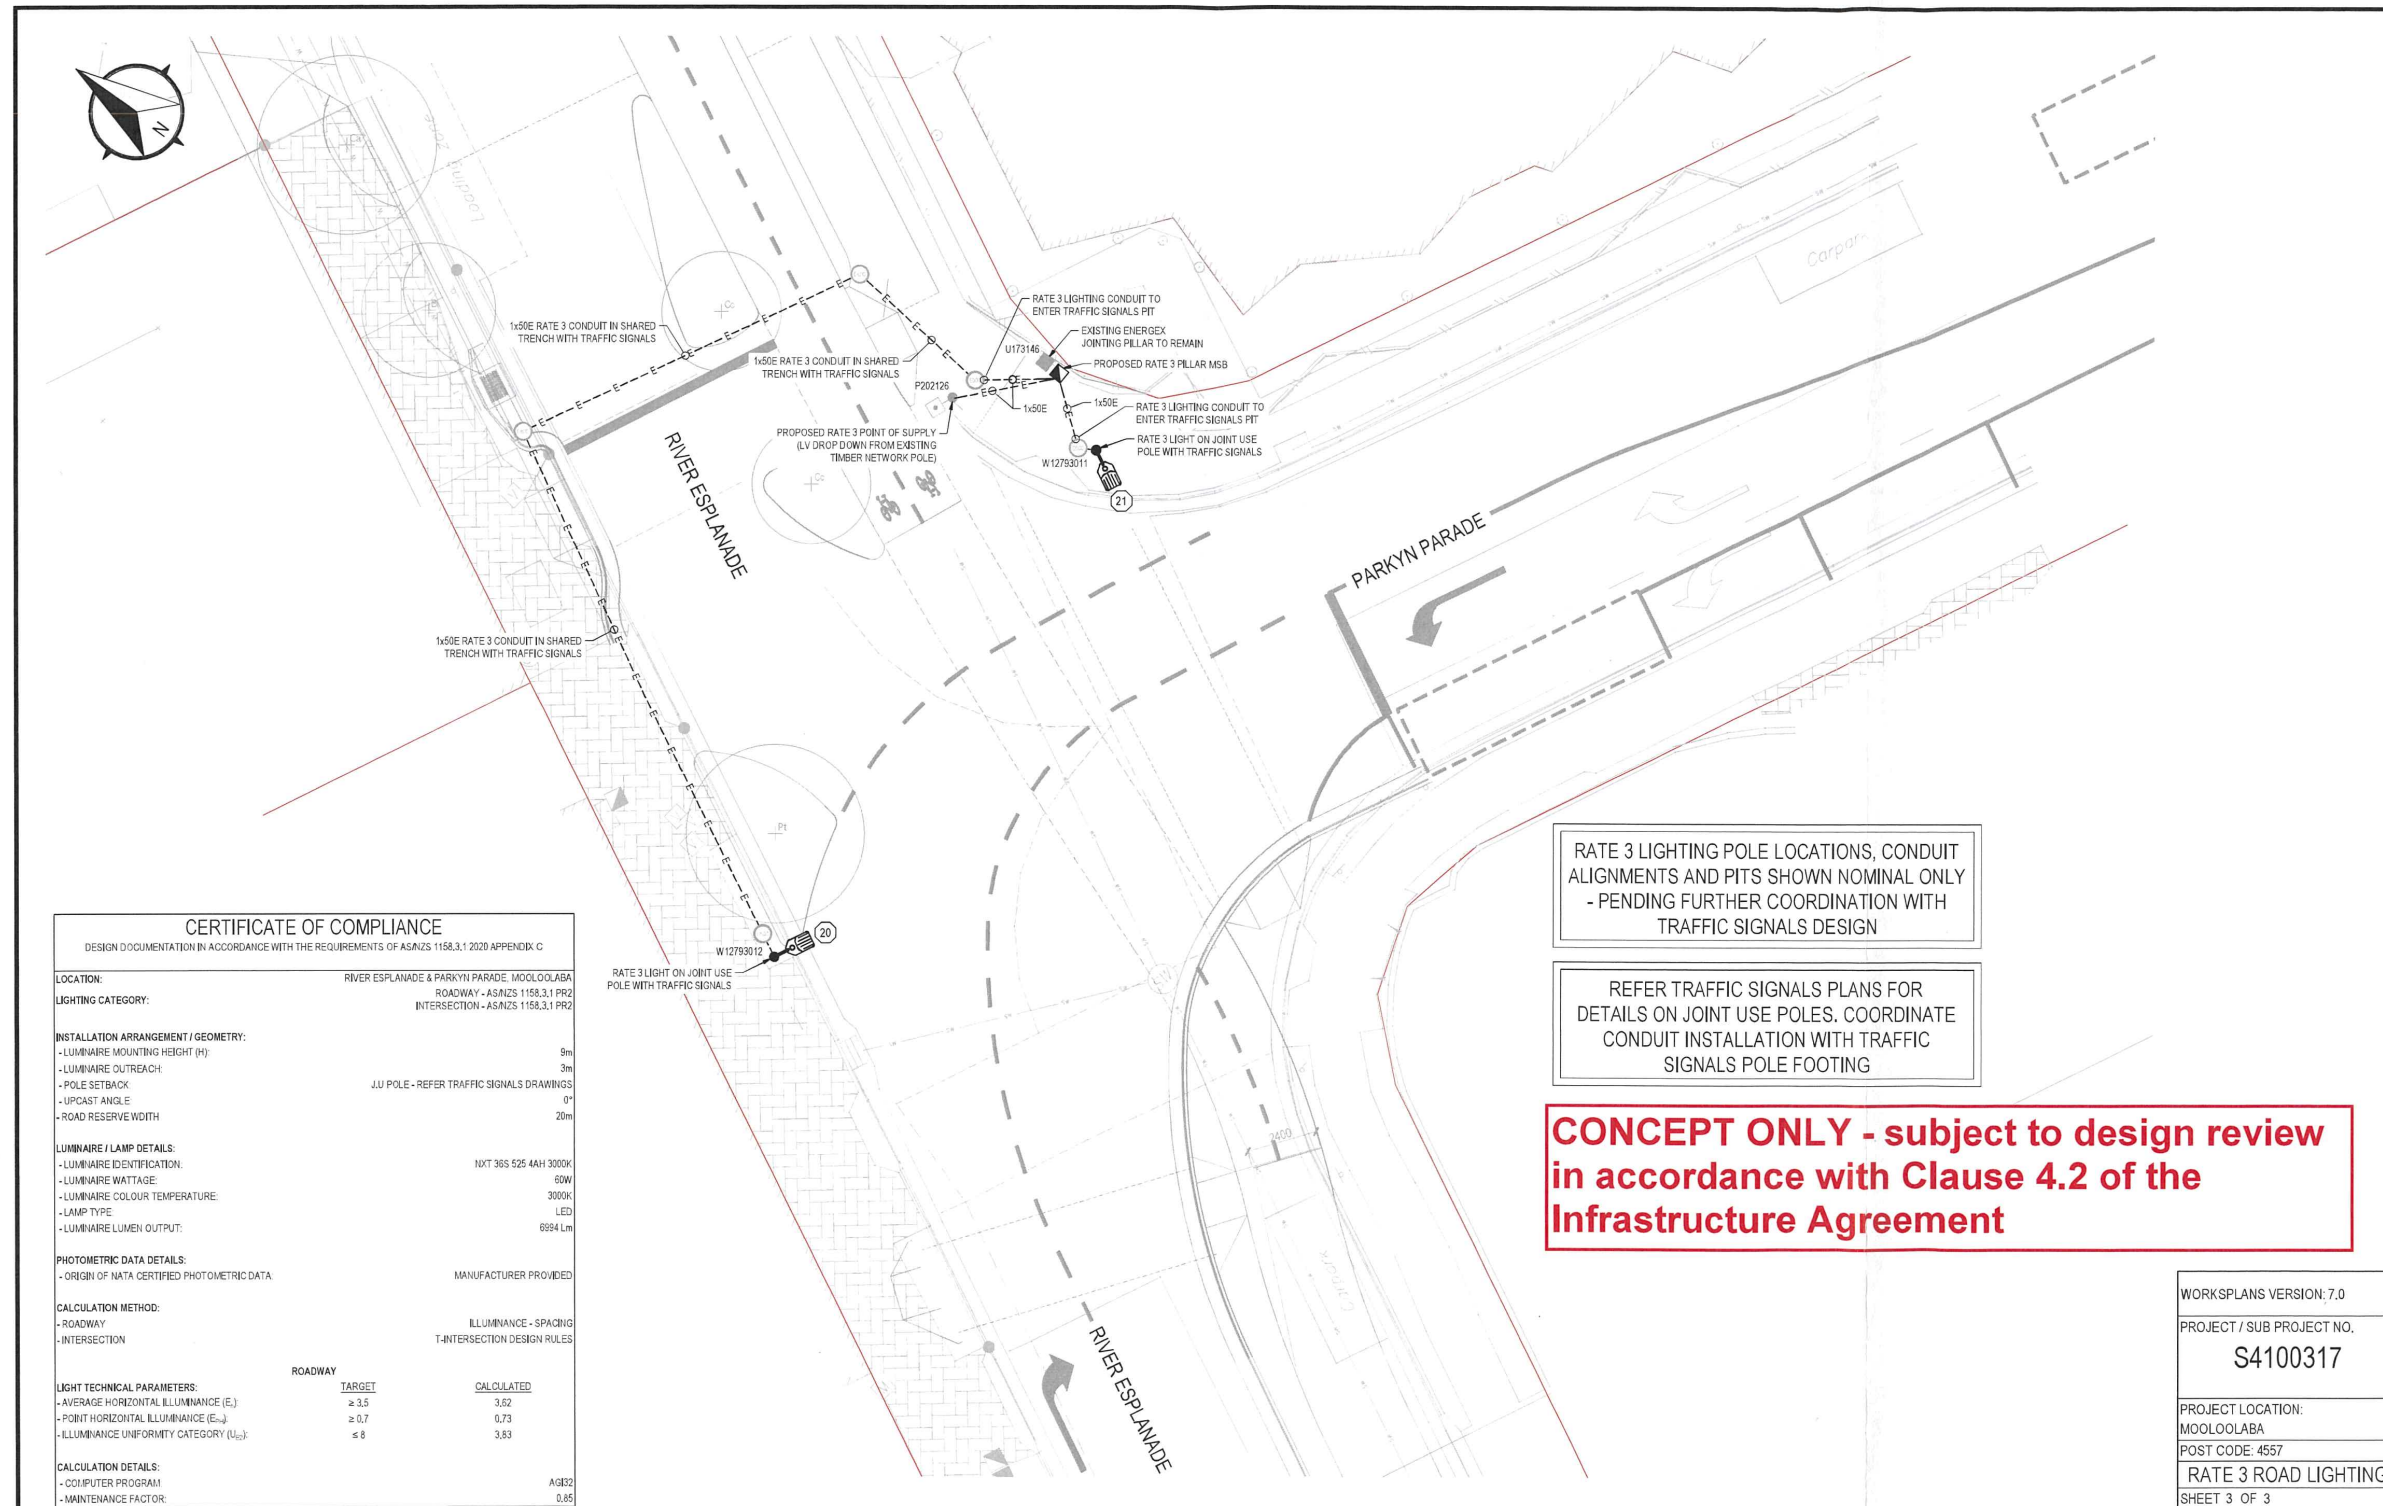 N
Loading Zone
1x50E RATE 3 CONDUIT IN SHARED
TRENCH WITH TRAFFIC SIGNALS
1x50E RATE 3 CONDUIT IN SHARED
TRENCH WITH TRAFFIC SIGNALS
RATE 3 LIGHTING CONDUIT TO
ENTER TRAFFIC SIGNALS PIT
EXISTING ENERGEX
JOINTING PILLAR TO REMAIN
U173146
PROPOSED RATE 3 PILLAR MSB
P202126
1x50E
1x50E
RATE 3 LIGHTING CONDUIT TO
ENTER TRAFFIC SIGNALS PIT
PROPOSED RATE 3 POINT OF SUPPLY
(LV DROP DOWN FROM EXISTING
TIMBER NETWORK POLE)
RATE 3 LIGHT ON JOINT USE
POLE WITH TRAFFIC SIGNALS
W12793011
21
Carpark
RIVER ESPLANADE
PARKYN PARADE
1x50E RATE 3 CONDUIT IN SHARED
TRENCH WITH TRAFFIC SIGNALS
Pt
20
W12793012
RATE 3 LIGHT ON JOINT USE
POLE WITH TRAFFIC SIGNALS
2400
Carpark
RIVER ESPLANADE
RATE 3 LIGHTING POLE LOCATIONS, CONDUIT
ALIGNMENTS AND PITS SHOWN NOMINAL ONLY
- PENDING FURTHER COORDINATION WITH
TRAFFIC SIGNALS DESIGN
REFER TRAFFIC SIGNALS PLANS FOR
DETAILS ON JOINT USE POLES. COORDINATE
CONDUIT INSTALLATION WITH TRAFFIC
SIGNALS POLE FOOTING
CONCEPT ONLY - subject to design review
in accordance with Clause 4.2 of the
Infrastructure Agreement
CERTIFICATE OF COMPLIANCE
DESIGN DOCUMENTATION IN ACCORDANCE WITH THE REQUIREMENTS OF AS/NZS 1158.3.1 2020 APPENDIX C
LOCATION: RIVER ESPLANADE & PARKYN PARADE, MOOLOOLABA
LIGHTING CATEGORY: ROADWAY - AS/NZS 1158.3.1 PR2
INTERSECTION - AS/NZS 1158.3.1 PR2
INSTALLATION ARRANGEMENT / GEOMETRY:
- LUMINAIRE MOUNTING HEIGHT (H): 9m
- LUMINAIRE OUTREACH: 3m
- POLE SETBACK J.U POLE - REFER TRAFFIC SIGNALS DRAWINGS
- UPCAST ANGLE 0°
- ROAD RESERVE WDITH 20m
LUMINAIRE / LAMP DETAILS:
- LUMINAIRE IDENTIFICATION: NXT 36S 525 4AH 3000K
- LUMINAIRE WATTAGE: 60W
- LUMINAIRE COLOUR TEMPERATURE: 3000K
- LAMP TYPE LED
- LUMINAIRE LUMEN OUTPUT: 6994 Lm
PHOTOMETRIC DATA DETAILS:
- ORIGIN OF NATA CERTIFIED PHOTOMETRIC DATA: MANUFACTURER PROVIDED
CALCULATION METHOD:
- ROADWAY ILLUMINANCE - SPACING
- INTERSECTION T-INTERSECTION DESIGN RULES
ROADWAY
LIGHT TECHNICAL PARAMETERS: TARGET CALCULATED
- AVERAGE HORIZONTAL ILLUMINANCE (E): ≥ 3.5 3.62
- POINT HORIZONTAL ILLUMINANCE (EPH): ≥ 0.7 0.73
- ILLUMINANCE UNIFORMITY CATEGORY (UE2): ≤ 8 3.83
CALCULATION DETAILS:
- COMPUTER PROGRAM AGI32
- MAINTENANCE FACTOR: 0.85
WORKSPLANS VERSION: 7.0
PROJECT / SUB PROJECT NO.
S4100317
PROJECT LOCATION:
MOOLOOLABA
POST CODE: 4557
RATE 3 ROAD LIGHTING
SHEET 3 OF 3